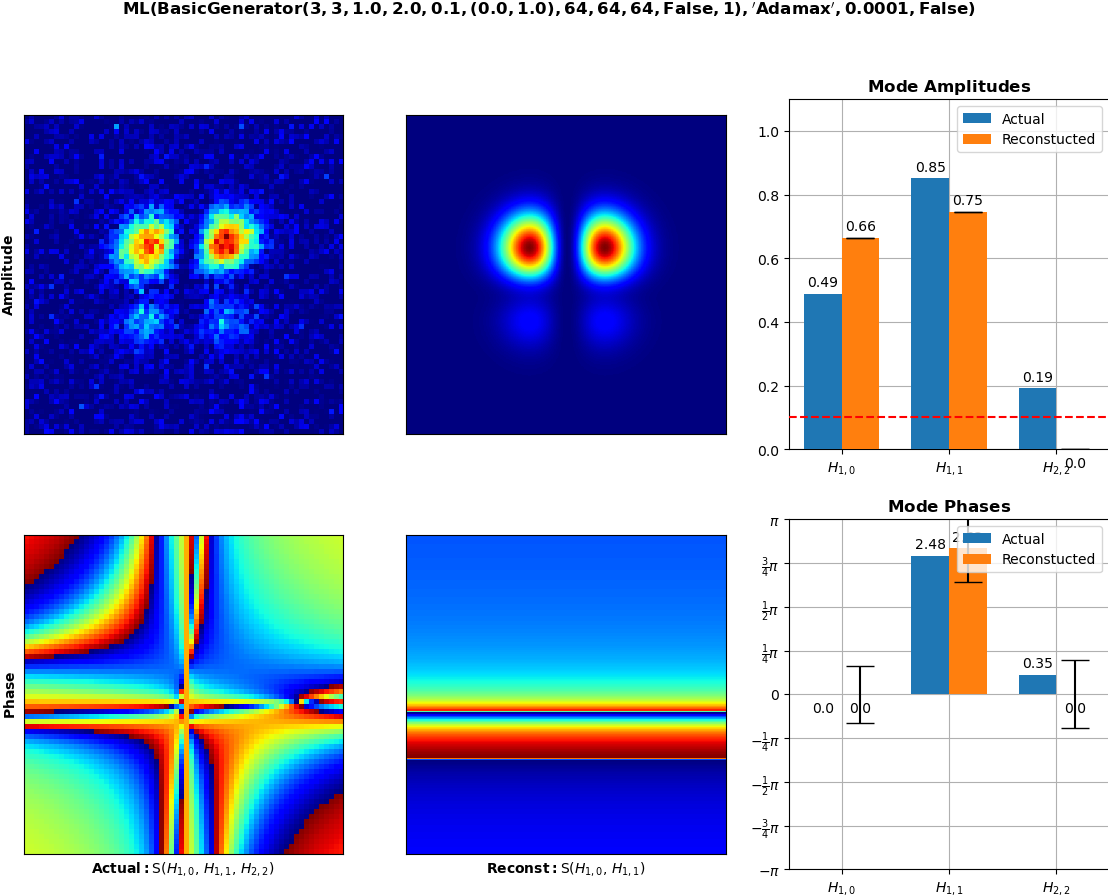 ML(BasicGenerator(3, 3, 1.0, 2.0, 0.1, (0.0, 1.0), 64, 64, 64, False, 1), ′Adamax′, 0.0001, False)
Amplitude
Mode Amplitudes
Actual
Reconstucted
1.0
0.8
0.6
0.4
0.2
0.0
0.49
0.66
0.85
0.75
0.19
0.0
H1,0
H1,1
H2,2
Phase
Actual: S(H1,0, H1,1, H2,2)
Reconst: S(H1,0, H1,1)
Mode Phases
Actual
Reconstucted
π
3/4π
1/2π
1/4π
0
−1/4π
−1/2π
−3/4π
−π
0.0
0.0
2.48
0.35
0.0
H1,0
H1,1
H2,2